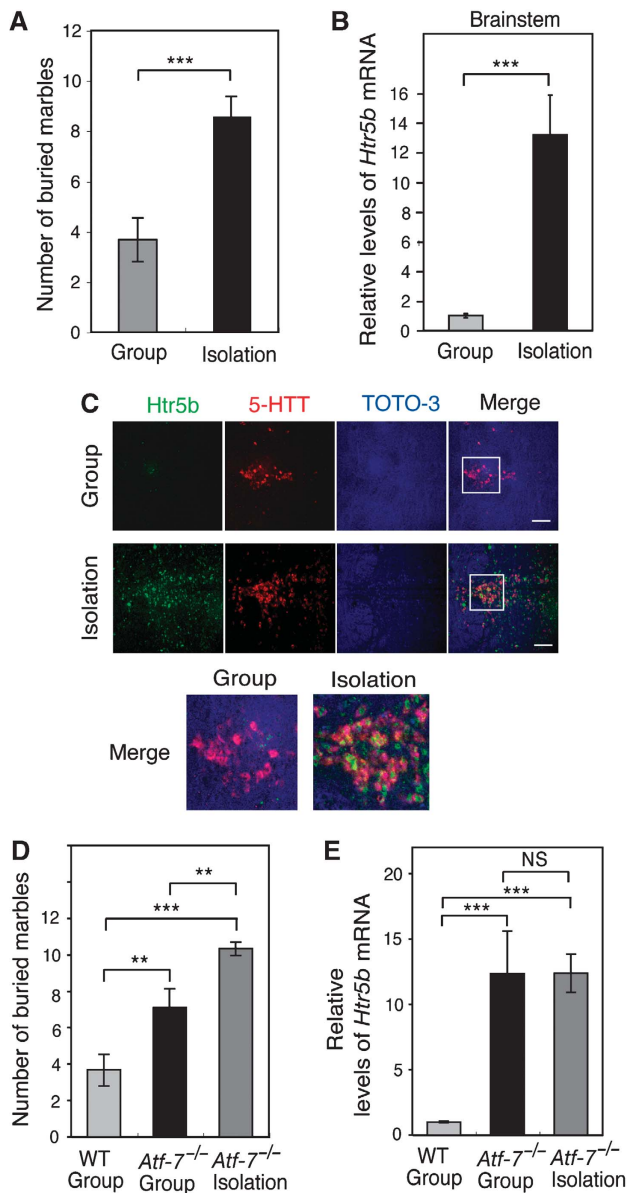 A
Number of buried marbles
12
10
8
6
4
2
0
***
Group
Isolation
B
Brainstem
Relative levels of Htr5b mRNA
16
14
12
10
8
6
4
2
0
***
Group
Isolation
C
Htr5b
5-HTT
TOTO-3
Merge
Group
Isolation
Group
Isolation
Merge
D
Number of buried marbles
12
10
8
6
4
2
0
**
***
**
WT
Group
Atf-7⁻/⁻
Group
Atf-7⁻/⁻
Isolation
E
Relative
levels of Htr5b mRNA
20
15
10
5
0
NS
***
***
WT
Group
Atf-7⁻/⁻
Group
Atf-7⁻/⁻
Isolation